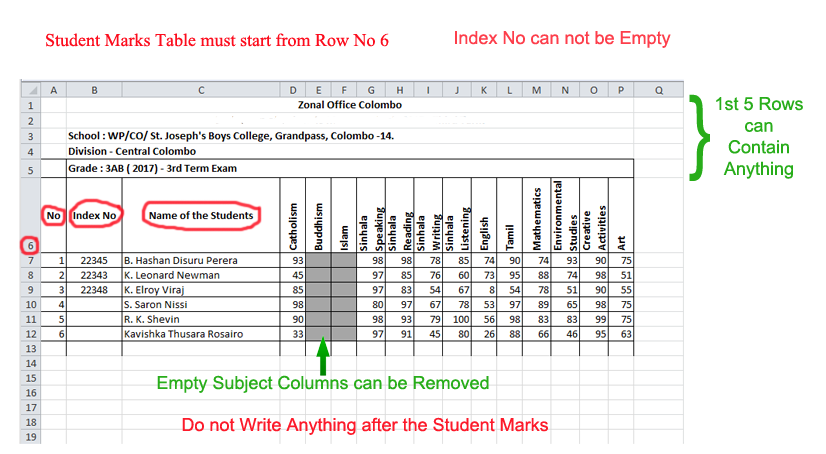 Student Marks Table must start from Row No 6
Index No can not be Empty
1st 5 Rows
can
Contain
Anything
A B C D E F G H I J K L M N O P Q
1 Zonal Office Colombo
2
3 School : WP/CO/ St. Joseph's Boys College, Grandpass, Colombo -14.
4 Division - Central Colombo
5 Grade : 3AB ( 2017) - 3rd Term Exam
6 No Index No Name of the Students Catholism Buddhism Islam Sinhala Speaking Sinhala Reading Sinhala Writing Sinhala Listening English Tamil Mathematics Environmental Studies Creative Activities Art
7 1 22345 B. Hashan Disuru Perera 93 98 98 78 85 74 90 74 93 90 75
8 2 22343 K. Leonard Newman 45 97 85 76 60 73 95 88 74 98 51
9 3 22348 K. Elroy Viraj 85 97 83 54 67 8 54 78 51 90 55
10 4 S. Saron Nissi 98 80 97 67 78 53 97 89 65 98 75
11 5 R. K. Shevin 90 98 93 79 100 56 98 83 83 99 75
12 6 Kavishka Thusara Rosairo 33 97 91 45 80 26 88 66 46 95 63
13
14
15
16
17
18
19
Empty Subject Columns can be Removed
Do not Write Anything after the Student Marks